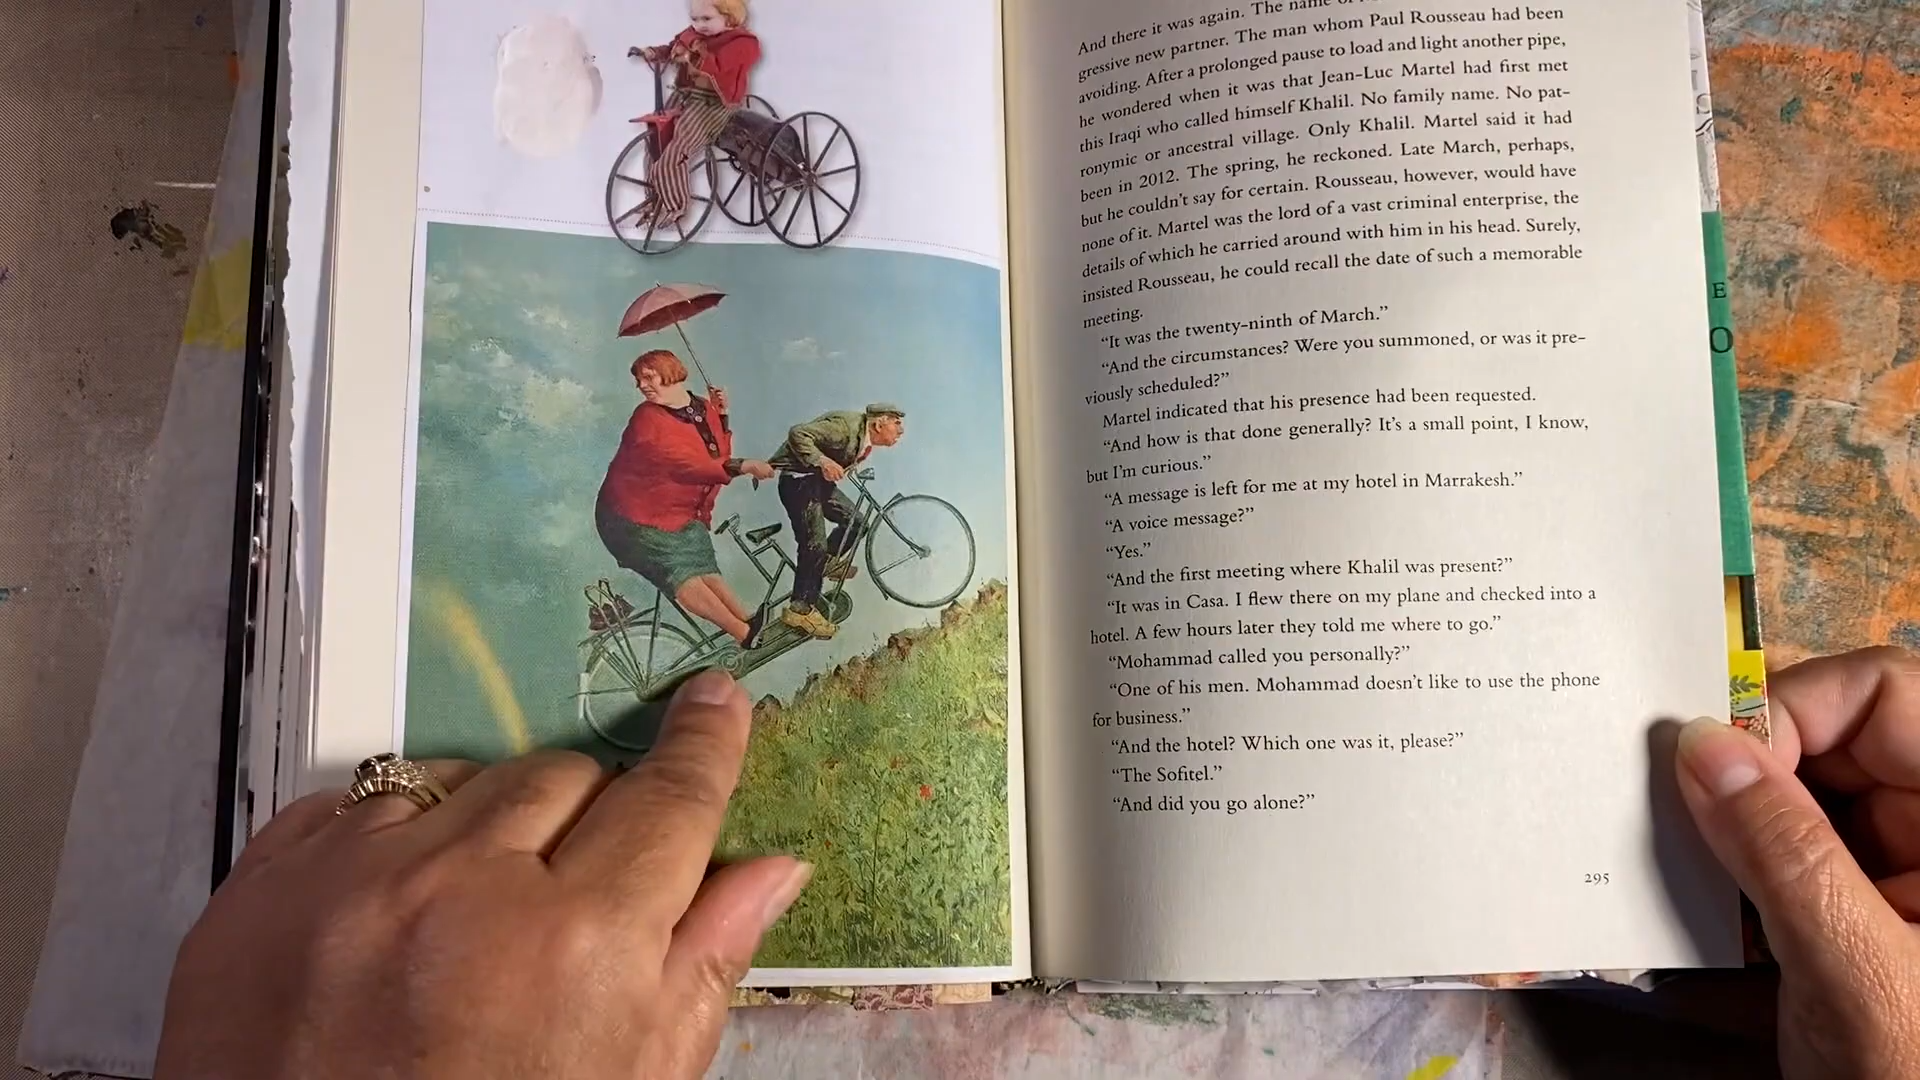 And there it was again. The name
gressive new partner. The man whom Paul Rousseau had been
avoiding. After a prolonged pause to load and light another pipe,
he wondered when it was that Jean-Luc Martel had first met
this Iraqi who called himself Khalil. No family name. No pat-
ronymic or ancestral village. Only Khalil. Martel said it had
been in 2012. The spring, he reckoned. Late March, perhaps,
but he couldn’t say for certain. Rousseau, however, would have
none of it. Martel was the lord of a vast criminal enterprise, the
details of which he carried around with him in his head. Surely,
insisted Rousseau, he could recall the date of such a memorable
meeting.
“It was the twenty-ninth of March.”
“And the circumstances? Were you summoned, or was it pre-
viously scheduled?”
Martel indicated that his presence had been requested.
“And how is that done generally? It’s a small point, I know,
but I’m curious.”
“A message is left for me at my hotel in Marrakesh.”
“A voice message?”
“Yes.”
“And the first meeting where Khalil was present?”
“It was in Casa. I flew there on my plane and checked into a
hotel. A few hours later they told me where to go.”
“Mohammad called you personally?”
“One of his men. Mohammad doesn’t like to use the phone
for business.”
“And the hotel? Which one was it, please?”
“The Sofitel.”
“And did you go alone?”
295
E
O